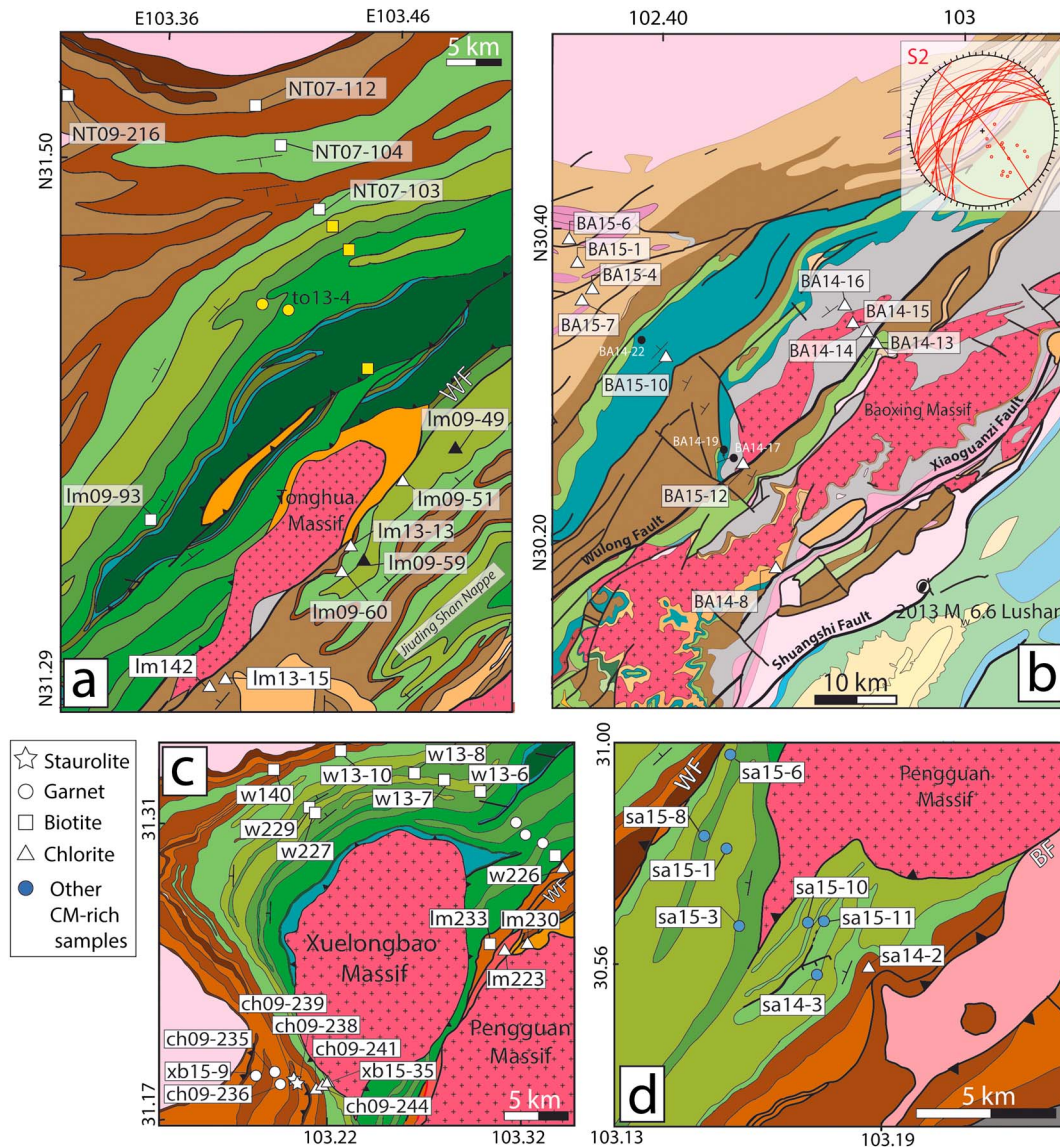 E103.36
E103.46
5 km
NT07-112
NT09-216
N31.50
NT07-104
NT07-103
to13-4
WF
lm09-49
Tonghua
Massif
lm09-93
lm09-51
lm13-13
lm09-59
lm09-60
Jiuding Shan Nappe
N31.29
a
lm142
lm13-15
102.40
103
S2
N30.40
BA15-6
BA15-1
BA15-4
BA15-7
BA14-16
BA14-15
BA14-14
BA14-13
BA14-22
BA15-10
Baoxing Massif
BA14-19
BA14-17
Xiaoguanzi Fault
BA15-12
N30.20
Wulong Fault
BA14-8
2013 Mw6.6 Lushan
Shuangshi Fault
10 km
b
Staurolite
Garnet
Biotite
Chlorite
Other
CM-rich
samples
c
w13-8
w13-10
w13-6
w140
w13-7
31.31
w229
w227
w226
WF
lm233
lm230
Xuelongbao
Massif
lm223
ch09-239
ch09-238
Pengguan
Massif
ch09-235
ch09-241
xb15-9
xb15-35
ch09-236
ch09-244
5 km
31.17
103.22
103.32
31.00
WF
sa15-6
Pengguan
Massif
sa15-8
BF
sa15-1
sa15-10
sa15-11
sa15-3
sa14-2
30.56
sa14-3
d
5 km
103.13
103.19